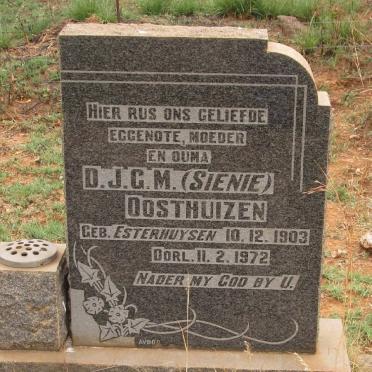 HIER RUS ONS GELIEFDE
EGGENOTE, MOEDER
EN OUMA
D.J.G.M. (SIENIE)
OOSTHUIZEN
GEB. ESTERHUYSEN 10.12.1903
OORL. 11.2.1972
NADER MY GOD BY U.